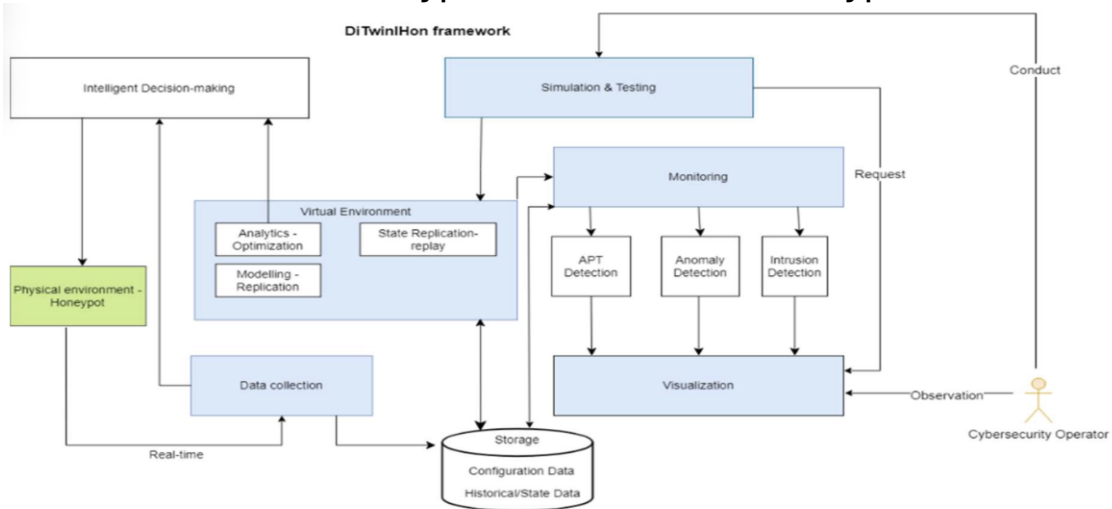 DiTwinIHon framework
Conduct
Intelligent Decision-making
Simulation & Testing
Monitoring
Request
Virtual Environment
Analytics -
Optimization
State Replication-
replay
Modelling -
Replication
APT
Detection
Anomaly
Detection
Intrusion
Detection
Physical environment -
Honeypot
Data collection
Visualization
Observation
Cybersecurity Operator
Real-time
Storage
Configuration Data
Historical/State Data